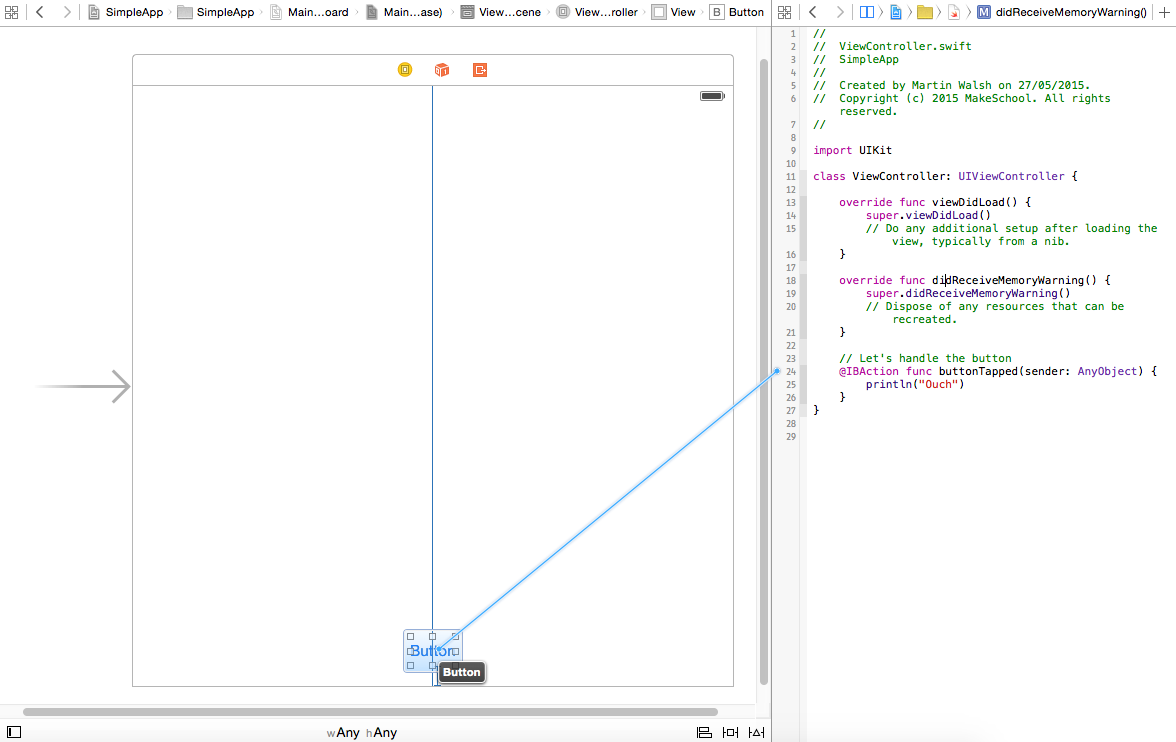 SimpleApp SimpleApp Main...oard Main...ase) View...cene View...roller View B Button
M didReceiveMemoryWarning()
Button
Button
wAny hAny
1 //
2 //  ViewController.swift
3 //  SimpleApp
4 //
5 //  Created by Martin Walsh on 27/05/2015.
6 //  Copyright (c) 2015 MakeSchool. All rights
reserved.
7 //
8
9 import UIKit
10
11 class ViewController: UIViewController {
12
13     override func viewDidLoad() {
14         super.viewDidLoad()
15         // Do any additional setup after loading the
view, typically from a nib.
16     }
17
18     override func didReceiveMemoryWarning() {
19         super.didReceiveMemoryWarning()
20         // Dispose of any resources that can be
recreated.
21     }
22
23     // Let's handle the button
24     @IBAction func buttonTapped(sender: AnyObject) {
25         println("Ouch")
26     }
27 }
28
29